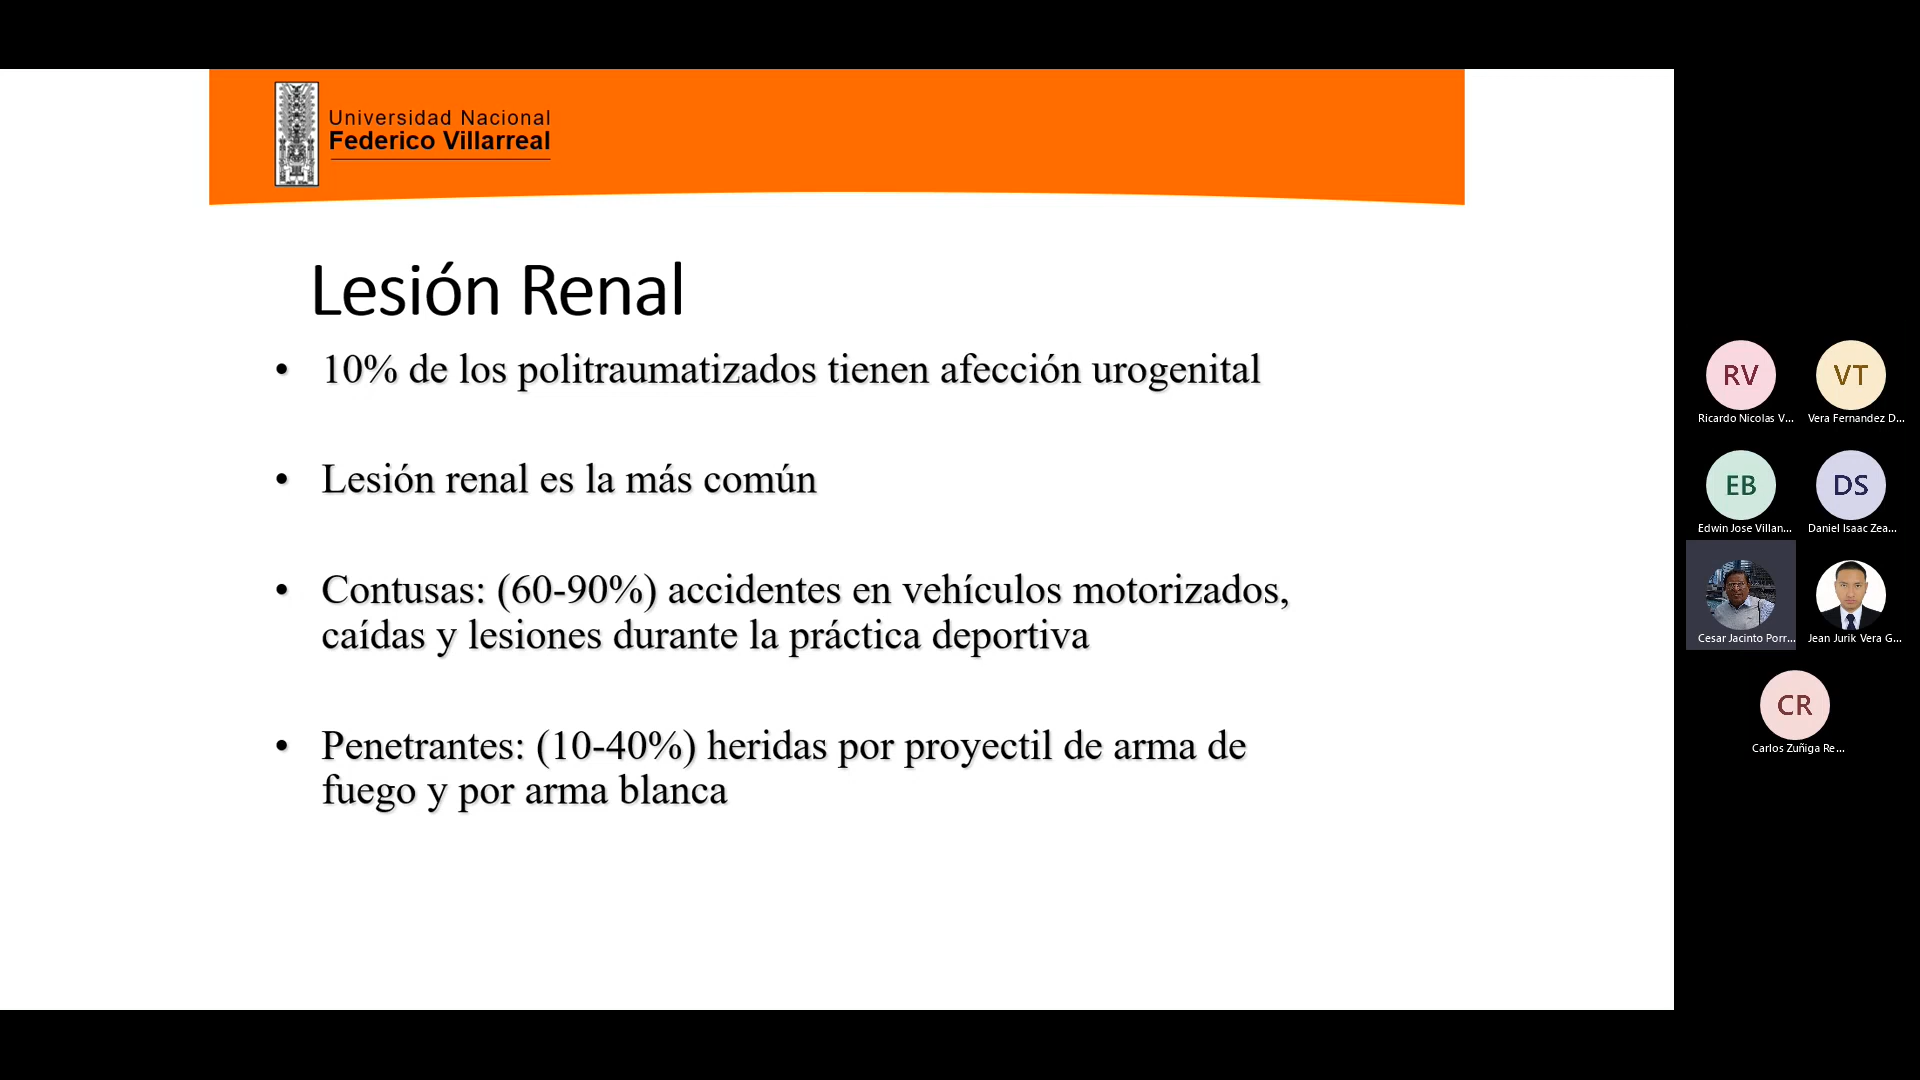 Universidad Nacional
Federico Villarreal
Lesión Renal
• 10% de los politraumatizados tienen afección urogenital
• Lesión renal es la más común
• Contusas: (60-90%) accidentes en vehículos motorizados,
caídas y lesiones durante la práctica deportiva
• Penetrantes: (10-40%) heridas por proyectil de arma de
fuego y por arma blanca
RV
Ricardo Nicolas V...
VT
Vera Fernandez D...
EB
Edwin Jose Villan...
DS
Daniel Isaac Zea...
Cesar Jacinto Porr...
Jean Jurik Vera G...
CR
Carlos Zuñiga Re...